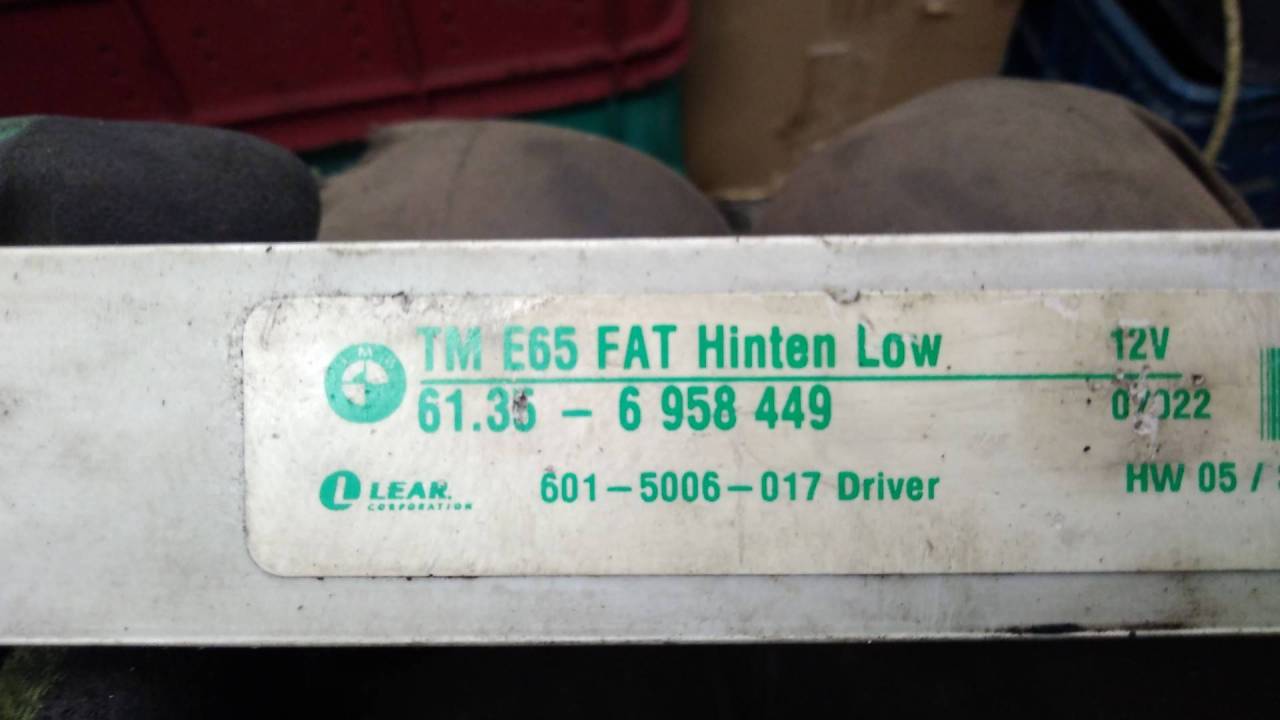 TM E65 FAT Hinten Low 12V
61.35 - 6 958 449
LEAR. 601-5006-017 Driver HW 05 /
CORPORATION